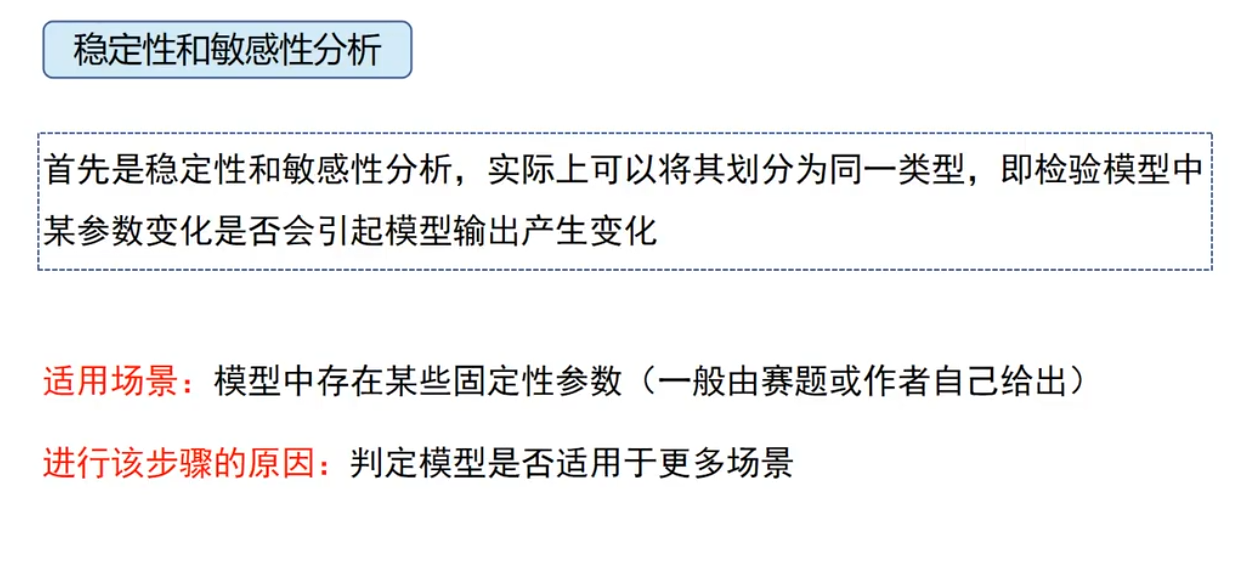 稳定性和敏感性分析
首先是稳定性和敏感性分析，实际上可以将其划分为同一类型，即检验模型中
某参数变化是否会引起模型输出产生变化
适用场景：模型中存在某些固定性参数（一般由赛题或作者自己给出）
进行该步骤的原因：判定模型是否适用于更多场景